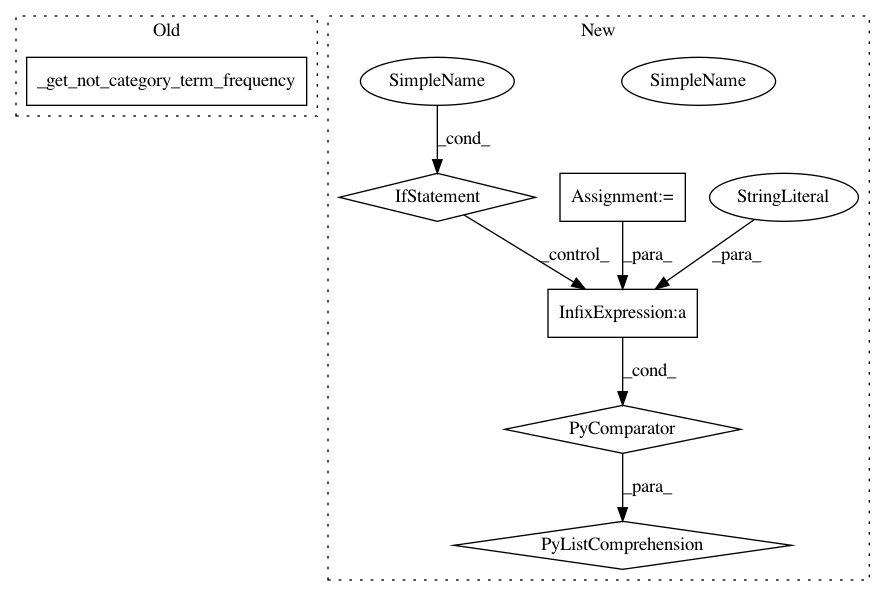 Old
New
_get_not_category_term_frequency
SimpleName
SimpleName
_cond_
IfStatement
Assignment:=
StringLiteral
_control_
_para_
_para_
InfixExpression:a
_cond_
PyComparator
_para_
PyListComprehension